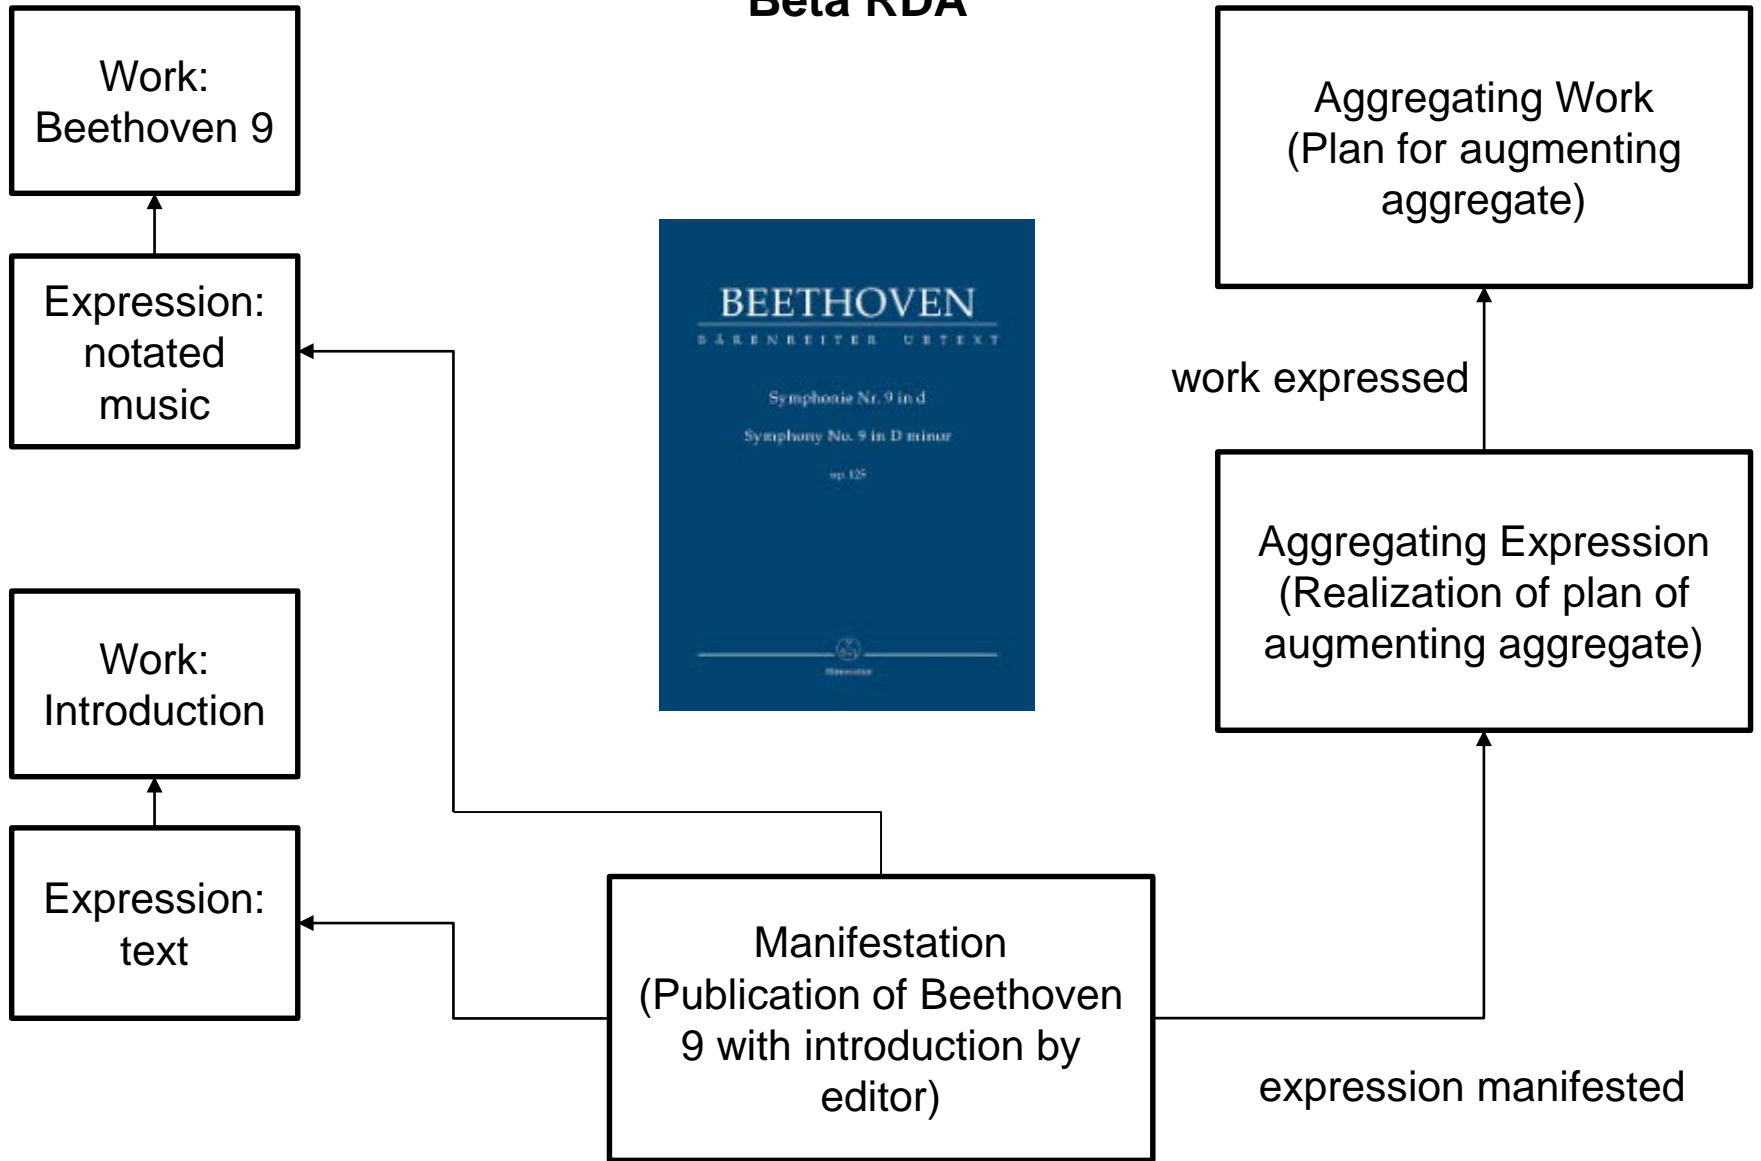 Beta RDA
Work:
Beethoven 9
Expression:
notated
music
Work:
Introduction
Expression:
text
BEETHOVEN
BÄRENREITER URTEXT
Symphonie Nr. 9 in d
Symphony No. 9 in D minor
op. 125
Bärenreiter
Manifestation
(Publication of Beethoven
9 with introduction by
editor)
Aggregating Work
(Plan for augmenting
aggregate)
work expressed
Aggregating Expression
(Realization of plan of
augmenting aggregate)
expression manifested